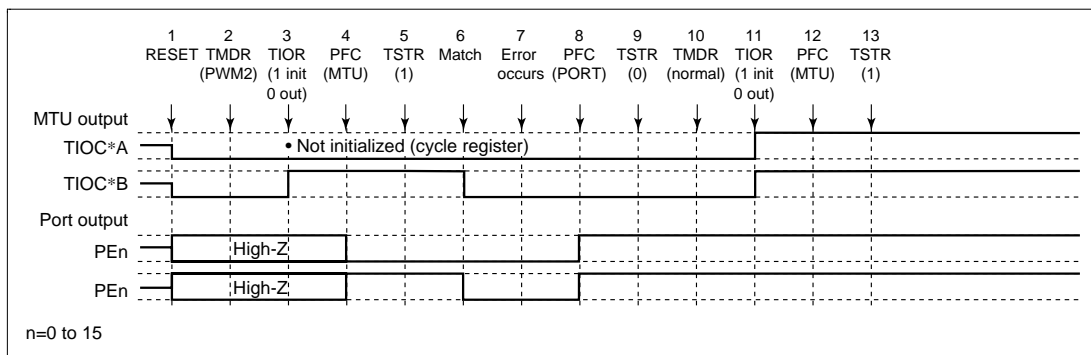 1 2 3 4 5 6 7 8 9 10 11 12 13
RESET TMDR TIOR PFC TSTR Match Error PFC TSTR TMDR TIOR PFC TSTR
(PWM2) (1 init (MTU) (1) occurs (PORT) (0) (normal) (1 init (MTU) (1)
0 out) 0 out)
MTU output
TIOC*A • Not initialized (cycle register)
TIOC*B
Port output
PEn High-Z
PEn High-Z
n=0 to 15